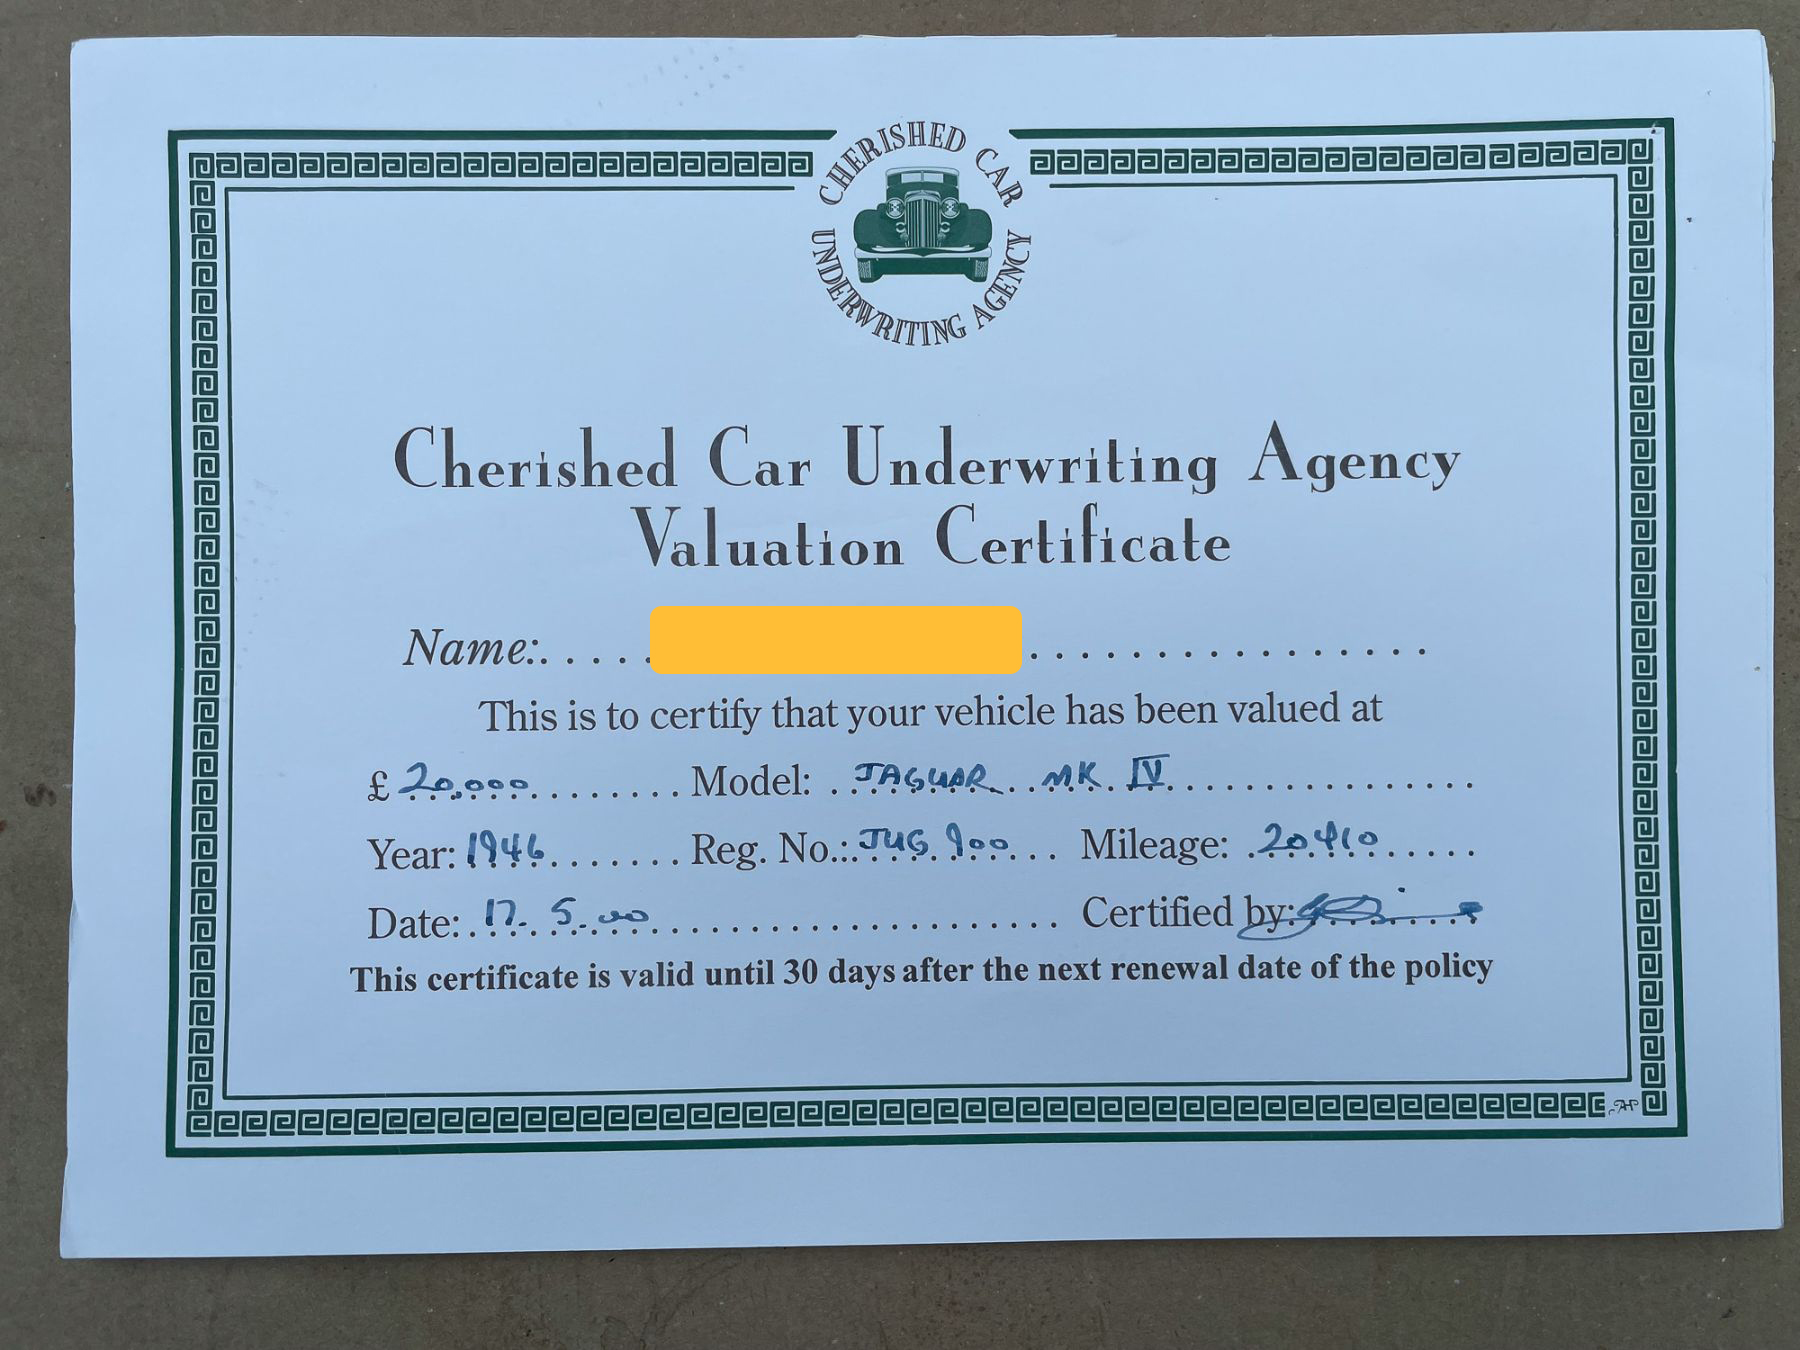 CHERISHED CAR
UNDERWRITING AGENCY
Cherished Car Underwriting Agency
Valuation Certificate
Name:
This is to certify that your vehicle has been valued at
£ 20,000 Model: JAGUAR MK IV
Year: 1946 Reg. No.: JUG 900 Mileage: 20410
Date: 17. 5. 00 Certified by:
This certificate is valid until 30 days after the next renewal date of the policy